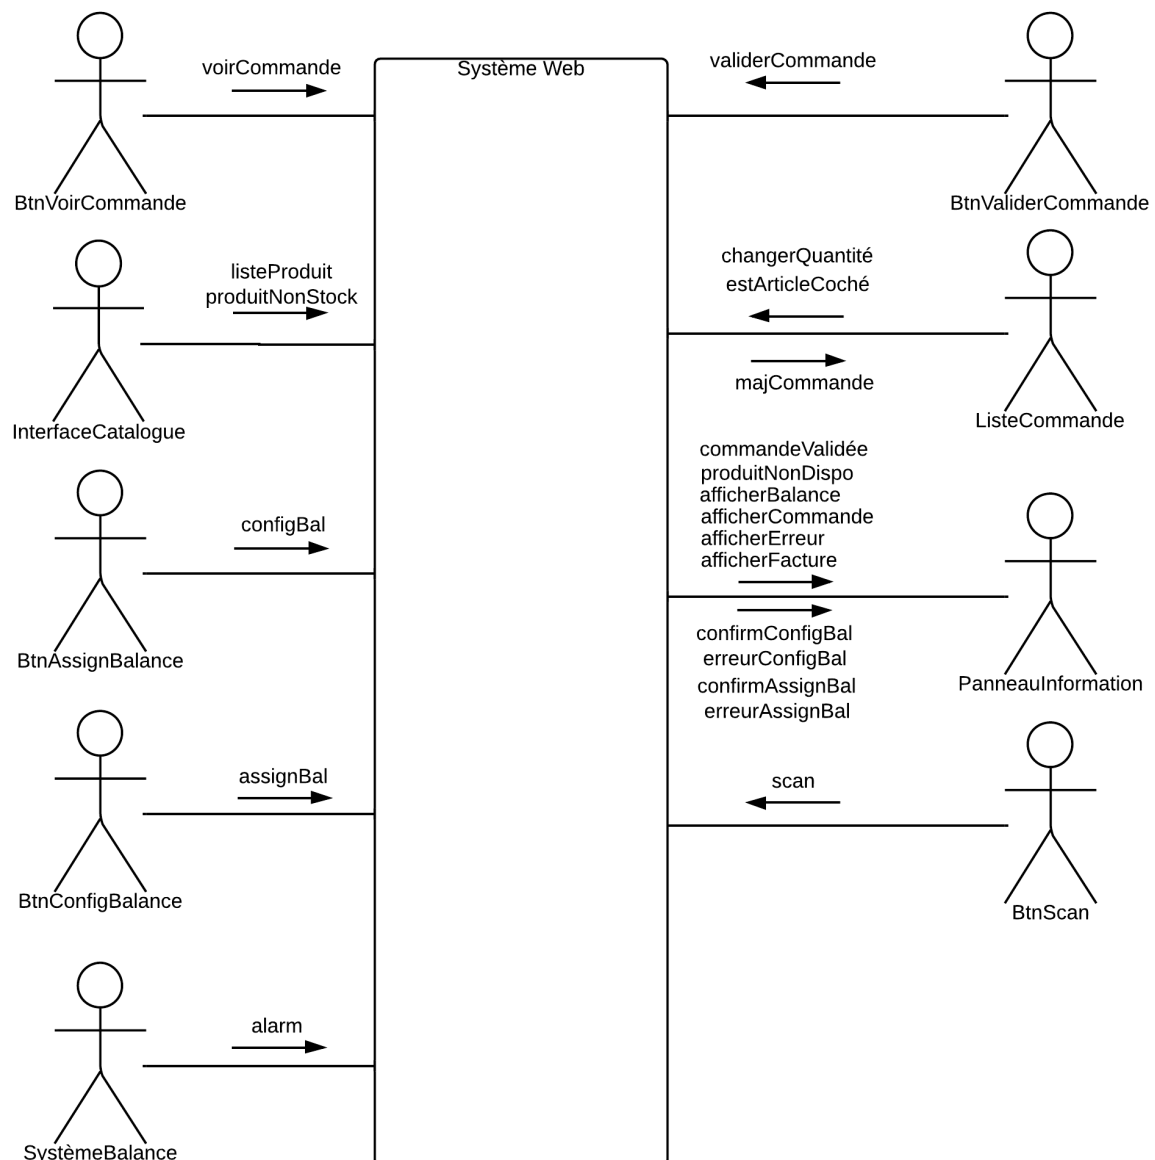 Système Web
voirCommande
BtnVoirCommande
listeProduit
produitNonStock
InterfaceCatalogue
configBal
BtnAssignBalance
assignBal
BtnConfigBalance
alarm
SystèmeBalance
validerCommande
BtnValiderCommande
changerQuantité
estArticleCoché
majCommande
ListeCommande
commandeValidée
produitNonDispo
afficherBalance
afficherCommande
afficherErreur
afficherFacture
confirmConfigBal
erreurConfigBal
confirmAssignBal
erreurAssignBal
PanneauInformation
scan
BtnScan